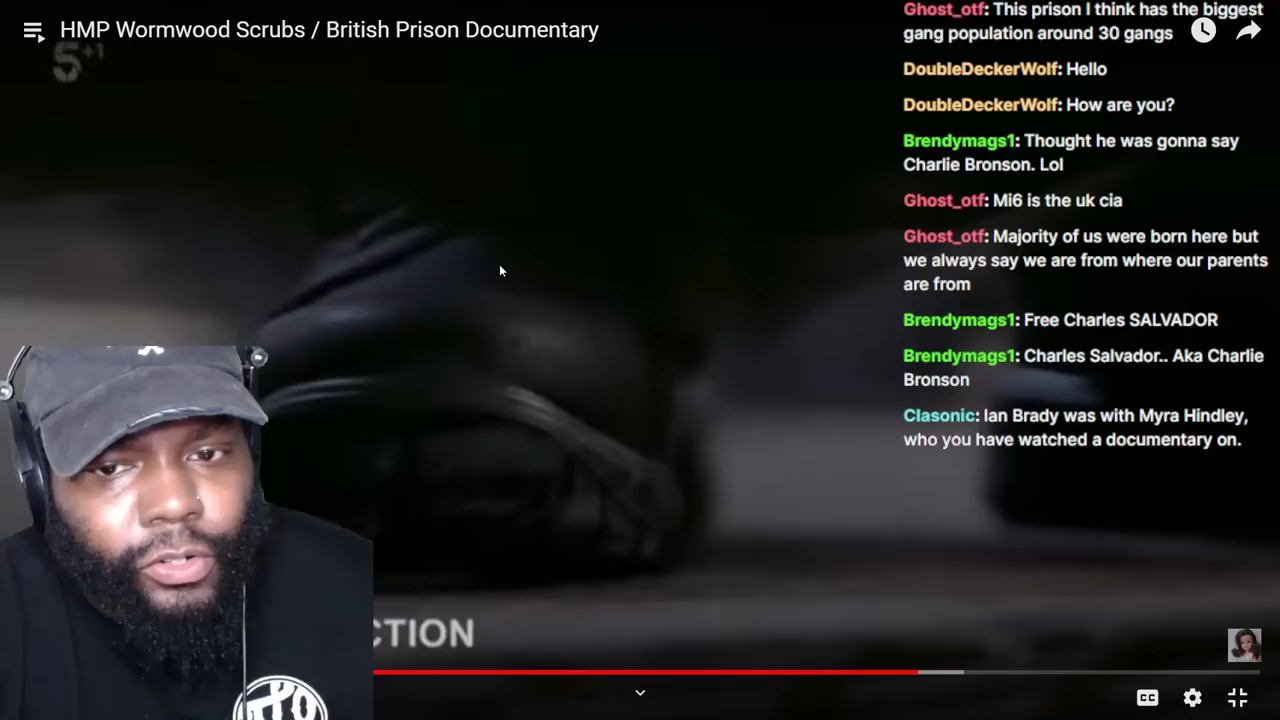 HMP Wormwood Scrubs / British Prison Documentary
5+1
Ghost_otf: This prison I think has the biggest
gang population around 30 gangs
DoubleDeckerWolf: Hello
DoubleDeckerWolf: How are you?
Brendymags1: Thought he was gonna say
Charlie Bronson. Lol
Ghost_otf: Mi6 is the uk cia
Ghost_otf: Majority of us were born here but
we always say we are from where our parents
are from
Brendymags1: Free Charles SALVADOR
Brendymags1: Charles Salvador.. Aka Charlie
Bronson
Clasonic: Ian Brady was with Myra Hindley,
who you have watched a documentary on.
CTION
CC